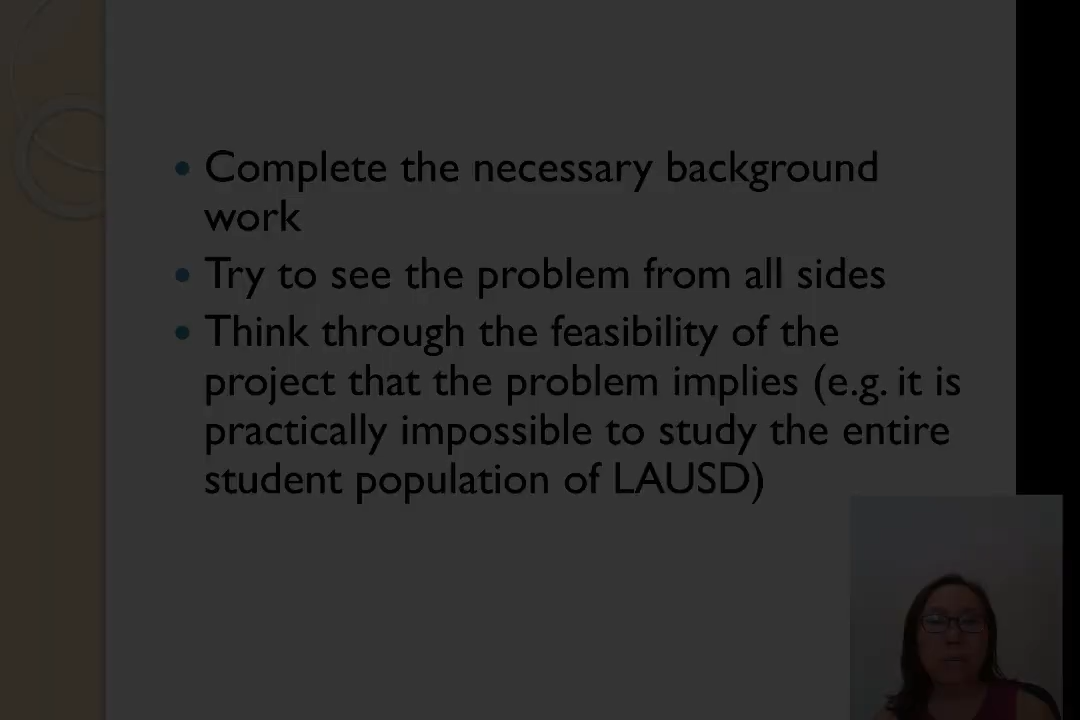 Complete the necessary background
work
Try to see the problem from all sides
Think through the feasibility of the
project that the problem implies (e.g. it is
practically impossible to study the entire
student population of LAUSD)